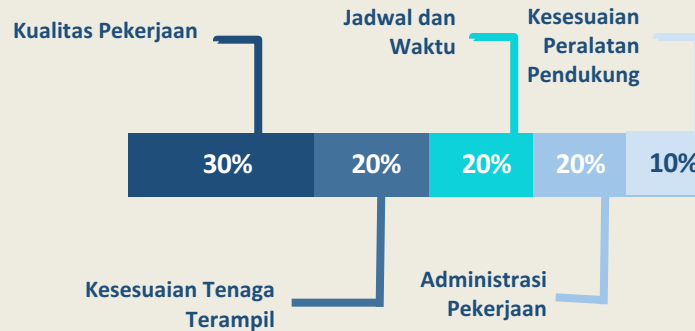 Kualitas Pekerjaan
Jadwal dan
Waktu
Kesesuaian
Peralatan
Pendukung
30%
20%
20%
20%
10%
Kesesuaian Tenaga
Terampil
Administrasi
Pekerjaan